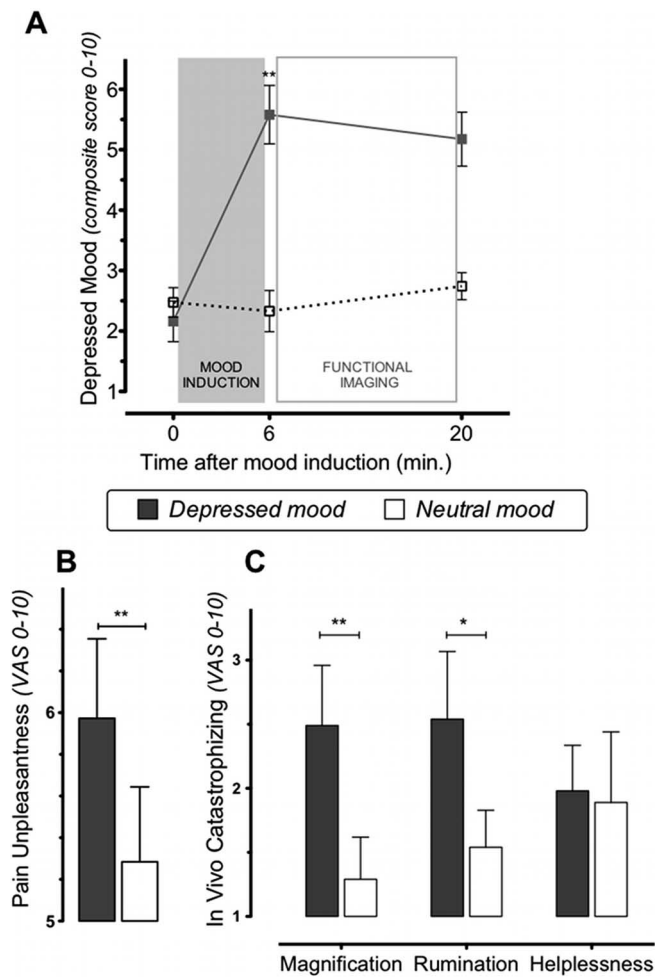 A
Depressed Mood (composite score 0-10)
6
5
4
3
2
1
**
MOOD
INDUCTION
FUNCTIONAL
IMAGING
0 6 20
Time after mood induction (min.)
Depressed mood Neutral mood
B
Pain Unpleasantness (VAS 0-10)
6
5
**
C
In Vivo Catastrophizing (VAS 0-10)
3
2
1
** *
Magnification Rumination Helplessness